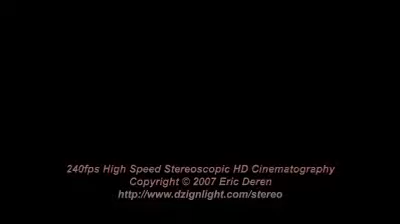 240fps High Speed Stereoscopic HD Cinematography
Copyright © 2007 Eric Deren
http://www.dzignlight.com/stereo